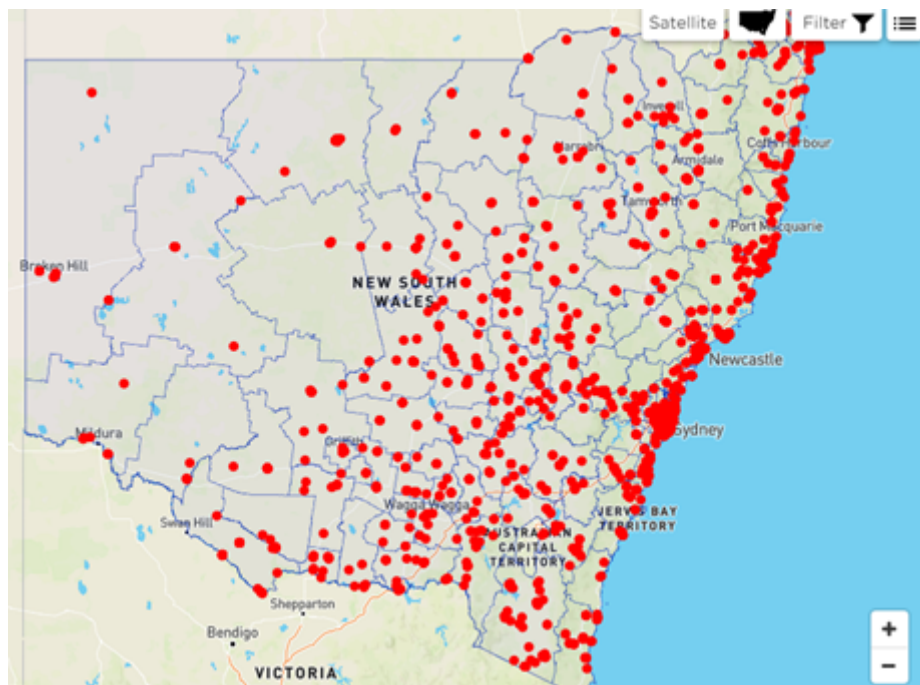 Satellite
Filter
Inverell
Narrabri
Coffs Harbour
Armidale
Tamworth
Port Macquarie
Broken Hill
NEW SOUTH
WALES
Newcastle
Mildura
Griffith
Sydney
Wagga Wagga
JERVIS BAY
TERRITORY
Swan Hill
AUSTRALIAN
CAPITAL
TERRITORY
Shepparton
Bendigo
VICTORIA
+
−